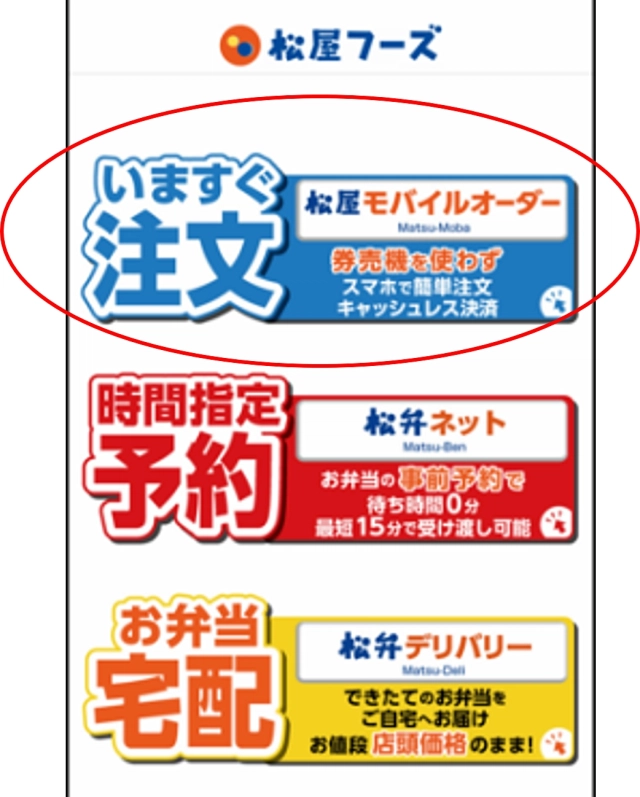 松屋フーズ
いますぐ
注文
松屋モバイルオーダー
Matsu-Moba
券売機を使わず
スマホで簡単注文
キャッシュレス決済
時間指定
予約
松弁ネット
Matsu-Ben
お弁当の事前予約で
待ち時間0分
最短15分で受け渡し可能
お弁当
宅配
松弁デリバリー
Matsu-Deli
できたてのお弁当を
ご自宅へお届け
お値段店頭価格のまま!